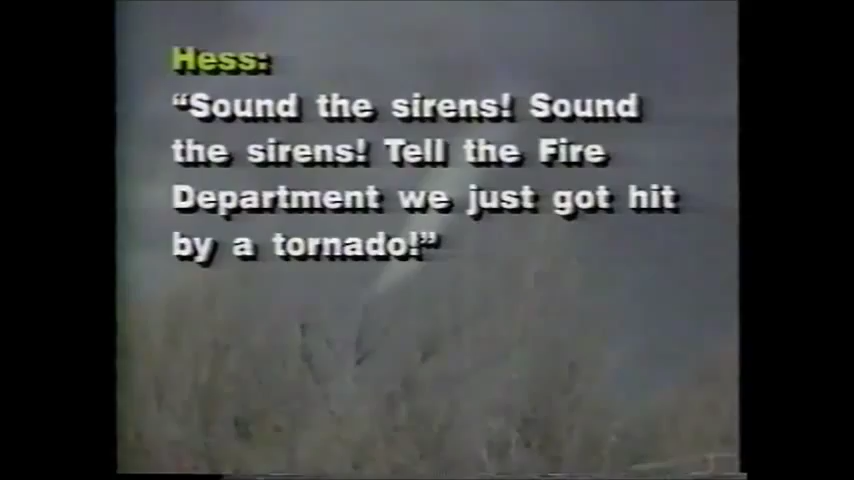 Hess:
“Sound the sirens! Sound
the sirens! Tell the Fire
Department we just got hit
by a tornado!”